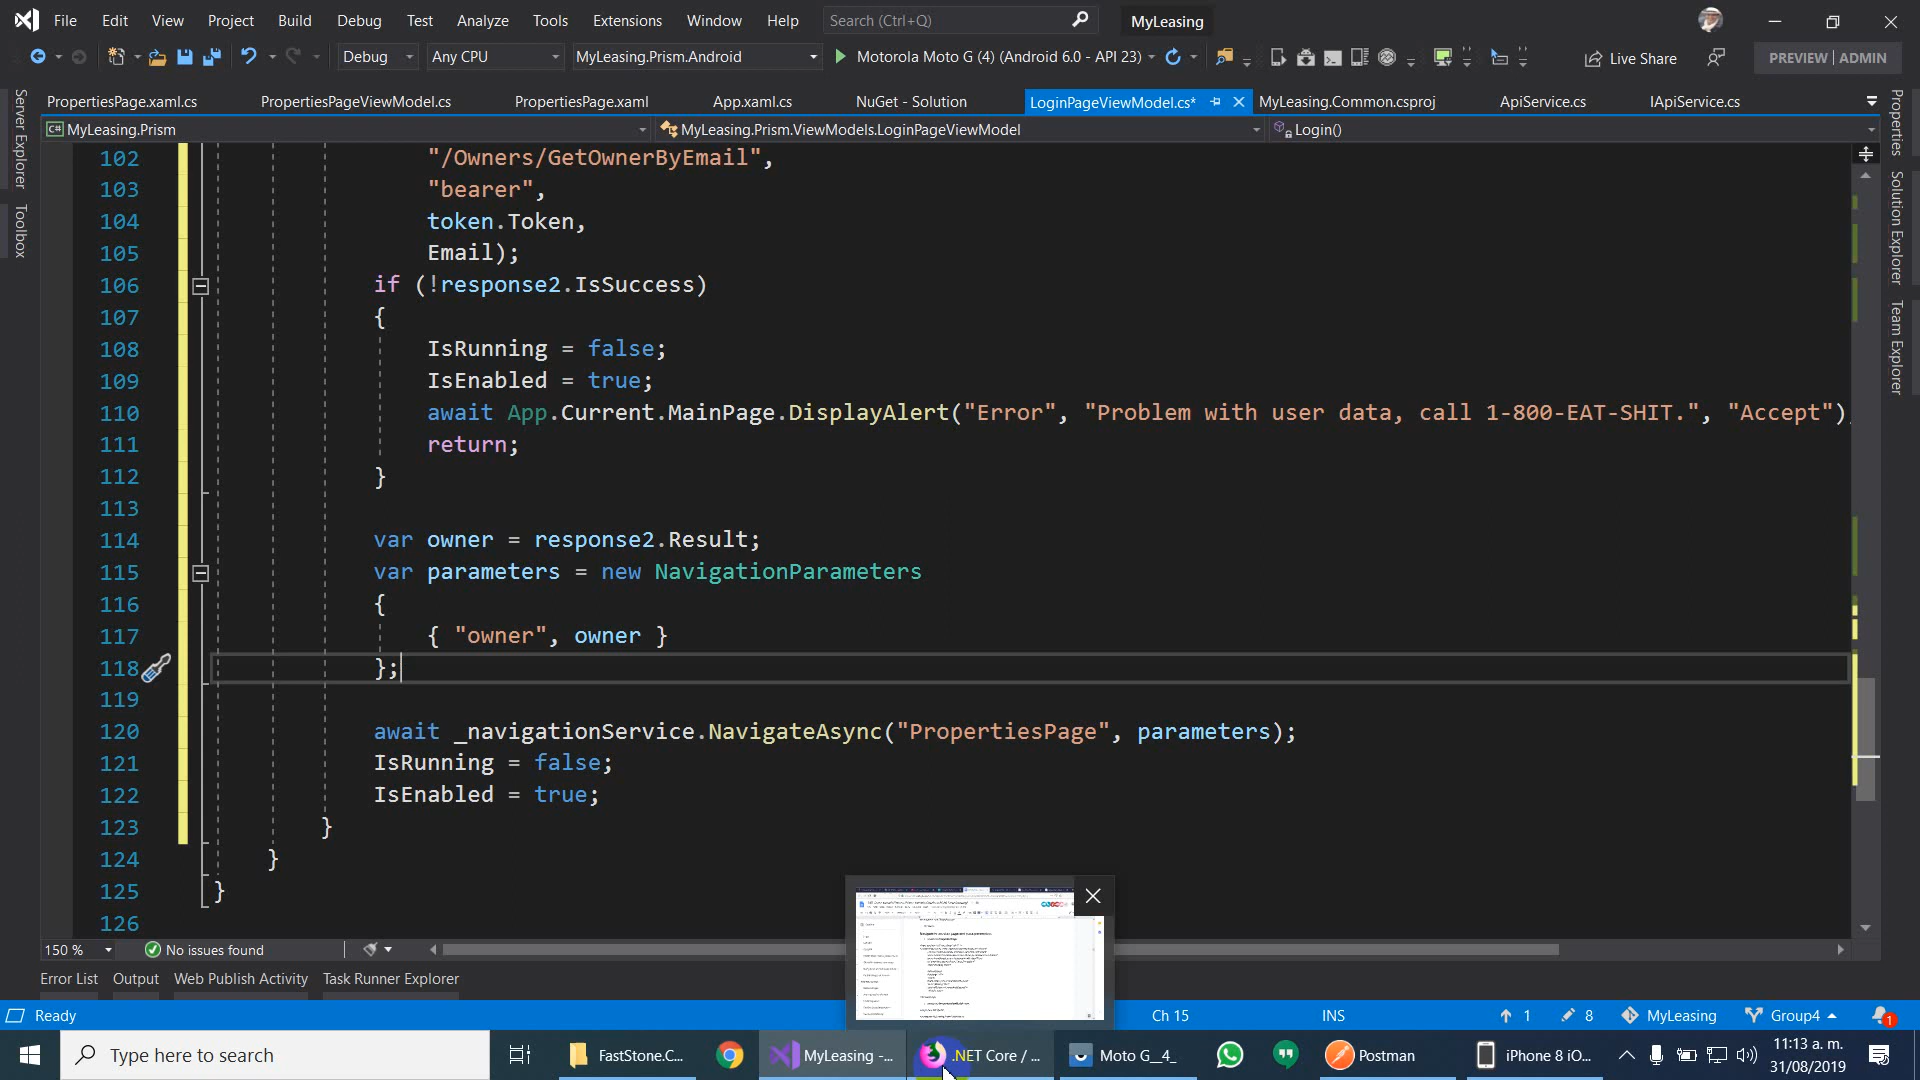 File Edit View Project Build Debug Test Analyze Tools Extensions Window Help Search (Ctrl+Q) MyLeasing
Debug Any CPU MyLeasing.Prism.Android Motorola Moto G (4) (Android 6.0 - API 23) Live Share PREVIEW | ADMIN
PropertiesPage.xaml.cs PropertiesPageViewModel.cs PropertiesPage.xaml App.xaml.cs NuGet - Solution LoginPageViewModel.cs* MyLeasing.Common.csproj ApiService.cs IApiService.cs
C# MyLeasing.Prism MyLeasing.Prism.ViewModels.LoginPageViewModel Login()
Server Explorer
Toolbox
Properties
Solution Explorer
Team Explorer
102 "/Owners/GetOwnerByEmail",
103 "bearer",
104 token.Token,
105 Email);
106 if (!response2.IsSuccess)
107 {
108 IsRunning = false;
109 IsEnabled = true;
110 await App.Current.MainPage.DisplayAlert("Error", "Problem with user data, call 1-800-EAT-SHIT.", "Accept")
111 return;
112 }
113
114 var owner = response2.Result;
115 var parameters = new NavigationParameters
116 {
117 { "owner", owner }
118 };
119
120 await _navigationService.NavigateAsync("PropertiesPage", parameters);
121 IsRunning = false;
122 IsEnabled = true;
123 }
124 }
125 }
126
150 % No issues found
Error List Output Web Publish Activity Task Runner Explorer
Ready Ch 15 INS 1 8 MyLeasing Group4 1
Type here to search FastStone.C... MyLeasing -... .NET Core / ... Moto G__4_ Postman iPhone 8 iO... 11:13 a. m.
31/08/2019